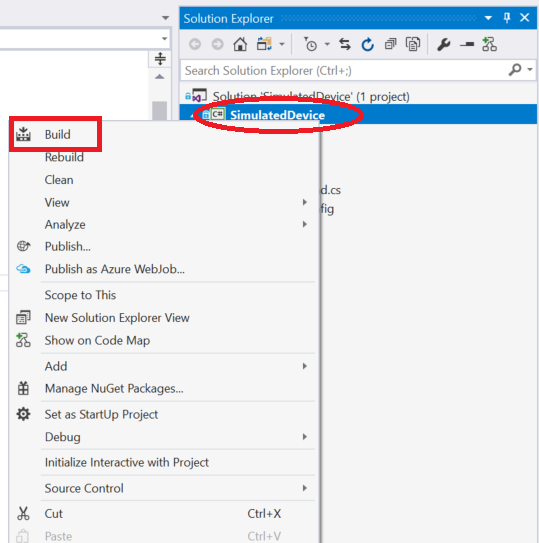 Solution Explorer
Search Solution Explorer (Ctrl+;)
Solution 'SimulatedDevice' (1 project)
C# SimulatedDevice
d.cs
fig
Build
Rebuild
Clean
View
Analyze
Publish...
Publish as Azure WebJob...
Scope to This
New Solution Explorer View
Show on Code Map
Add
Manage NuGet Packages...
Set as StartUp Project
Debug
Initialize Interactive with Project
Source Control
Cut Ctrl+X
Paste Ctrl+V